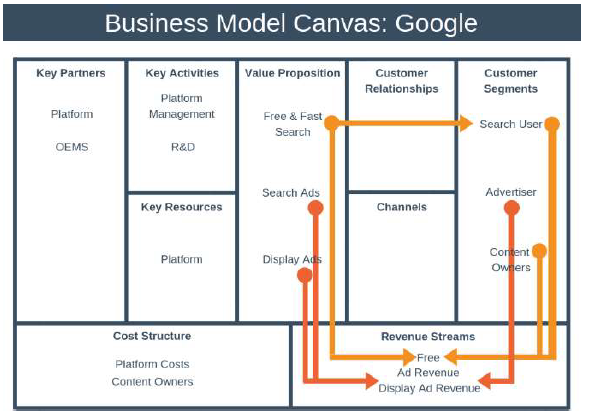 Business Model Canvas: Google
Key Partners
Platform
OEMS
Key Activities
Platform
Management
R&D
Key Resources
Platform
Value Proposition
Free & Fast
Search
Search Ads
Display Ads
Customer
Relationships
Channels
Customer
Segments
Search User
Advertiser
Content
Owners
Cost Structure
Platform Costs
Content Owners
Revenue Streams
Free
Ad Revenue
Display Ad Revenue